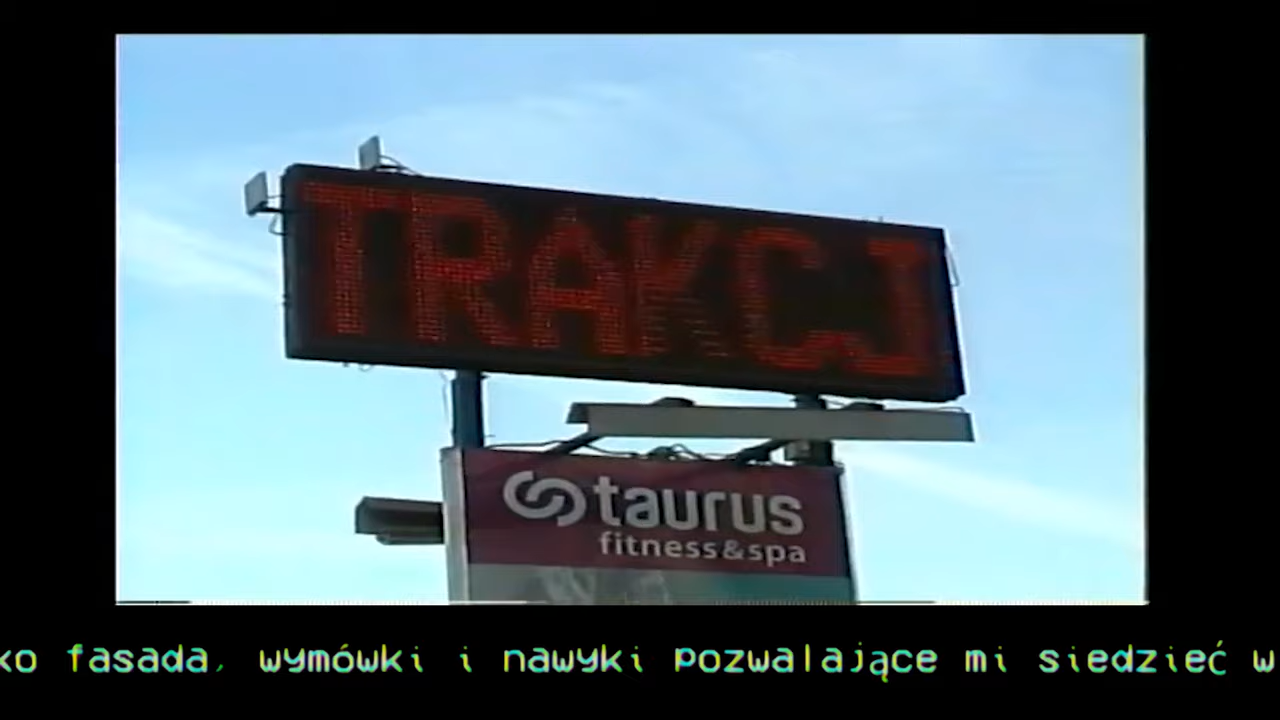 TRAKCJ
taurus
fitness&spa
ko fasada, wymówki i nawyki pozwalające mi siedzieć w